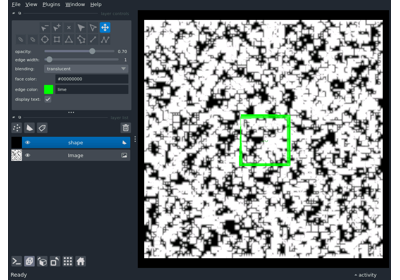 File View Plugins Window Help
opacity: 0.70
edge width: 1
blending: translucent
face color: #00000000
edge color: lime
display text: ✓
shape
image
Ready
activity